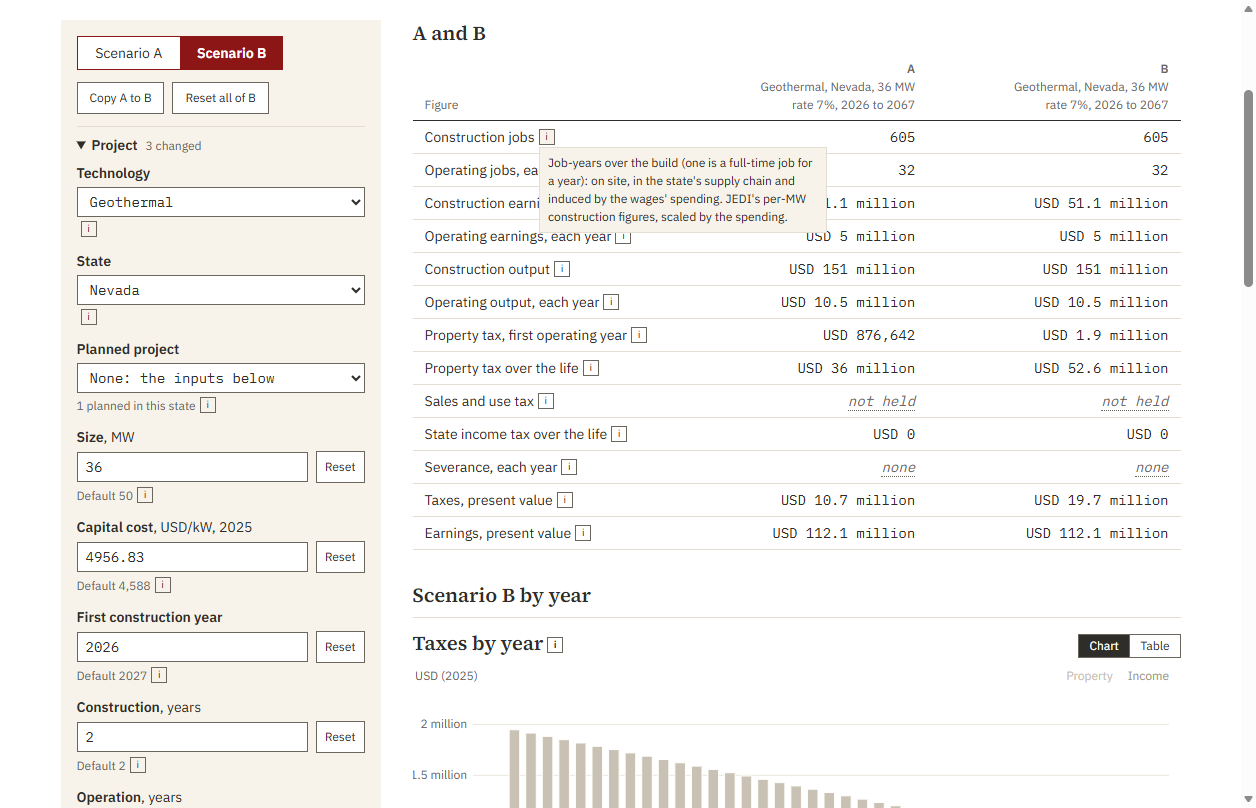 Scenario A
Scenario B
Copy A to B
Reset all of B
Project 3 changed
Technology
Geothermal
i
State
Nevada
i
Planned project
None: the inputs below
1 planned in this state i
Size, MW
36
Reset
Default 50 i
Capital cost, USD/kW, 2025
4956.83
Reset
Default 4,588 i
First construction year
2026
Reset
Default 2027 i
Construction, years
2
Reset
Default 2 i
Operation, years
A and B
A
B
Geothermal, Nevada, 36 MW
Geothermal, Nevada, 36 MW
Figure
rate 7%, 2026 to 2067
rate 7%, 2026 to 2067
Construction jobs i 605 605
Job-years over the build (one is a full-time job for
a year): on site, in the state's supply chain and
induced by the wages' spending. JEDI's per-MW
construction figures, scaled by the spending.
Operating jobs, ea 32 32
Construction earni .1 million USD 51.1 million
Operating earnings, each year i USD 5 million USD 5 million
Construction output i USD 151 million USD 151 million
Operating output, each year i USD 10.5 million USD 10.5 million
Property tax, first operating year i USD 876,642 USD 1.9 million
Property tax over the life i USD 36 million USD 52.6 million
Sales and use tax i not held not held
State income tax over the life i USD 0 USD 0
Severance, each year i none none
Taxes, present value i USD 10.7 million USD 19.7 million
Earnings, present value i USD 112.1 million USD 112.1 million
Scenario B by year
Taxes by year i
Chart
Table
USD (2025)
Property Income
2 million
1.5 million